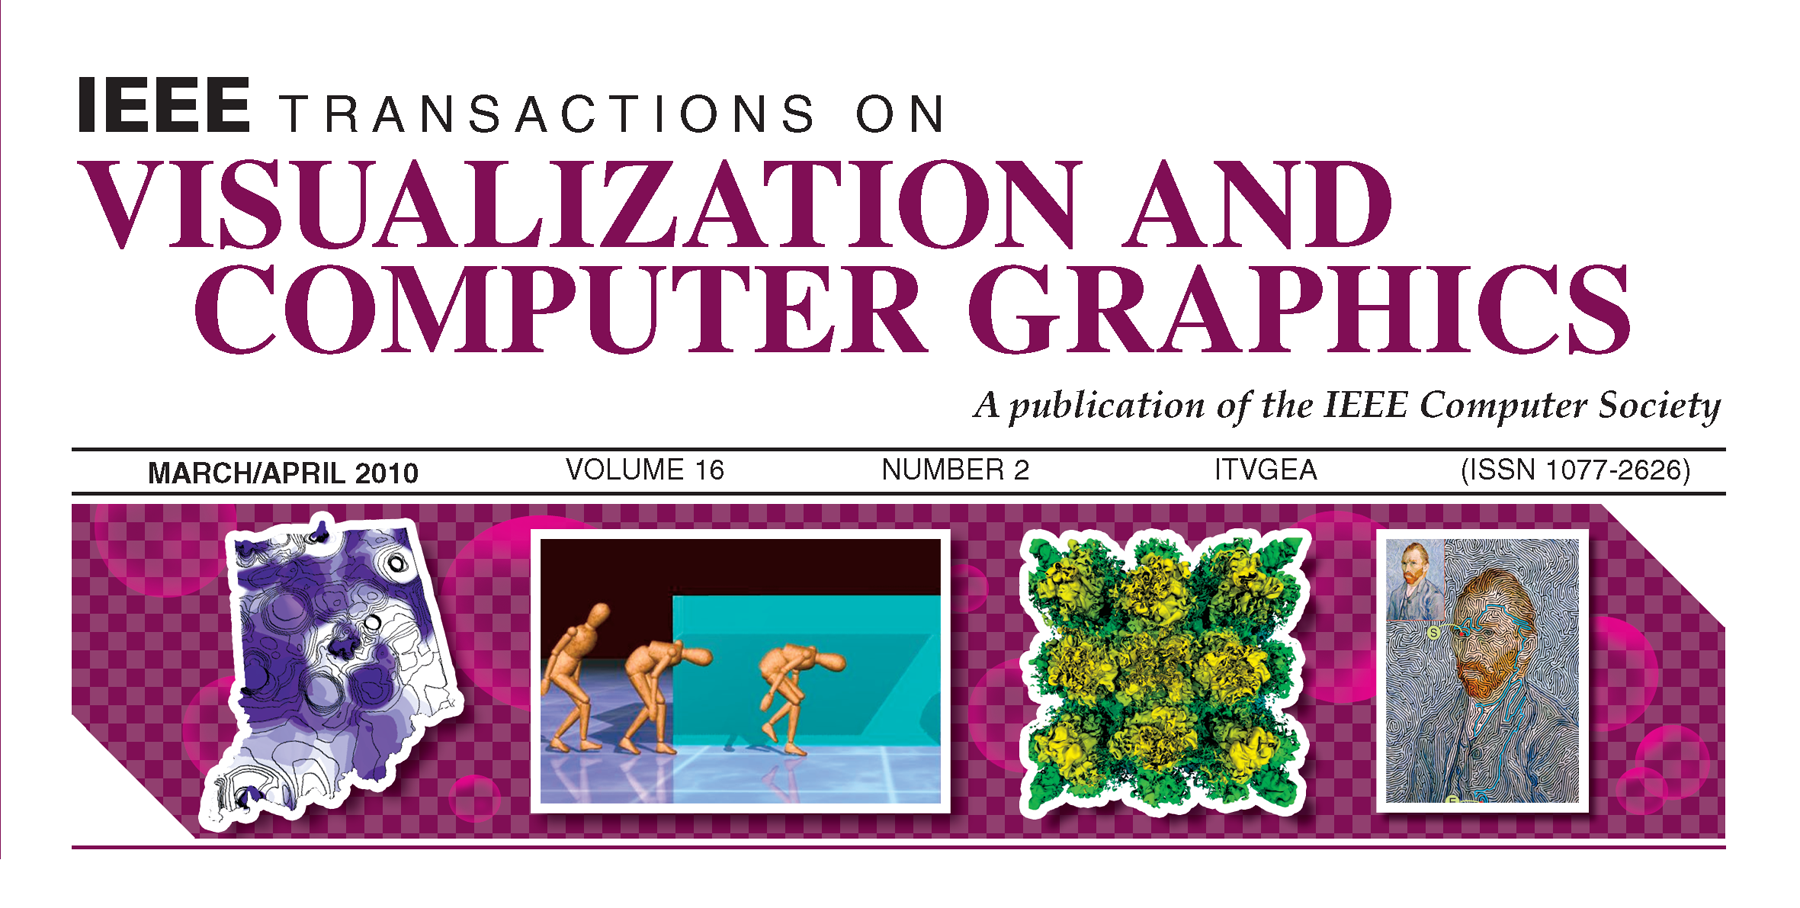 IEEE TRANSACTIONS ON
VISUALIZATION AND
COMPUTER GRAPHICS
A publication of the IEEE Computer Society
MARCH/APRIL 2010 VOLUME 16 NUMBER 2 ITVGEA (ISSN 1077-2626)
S
E